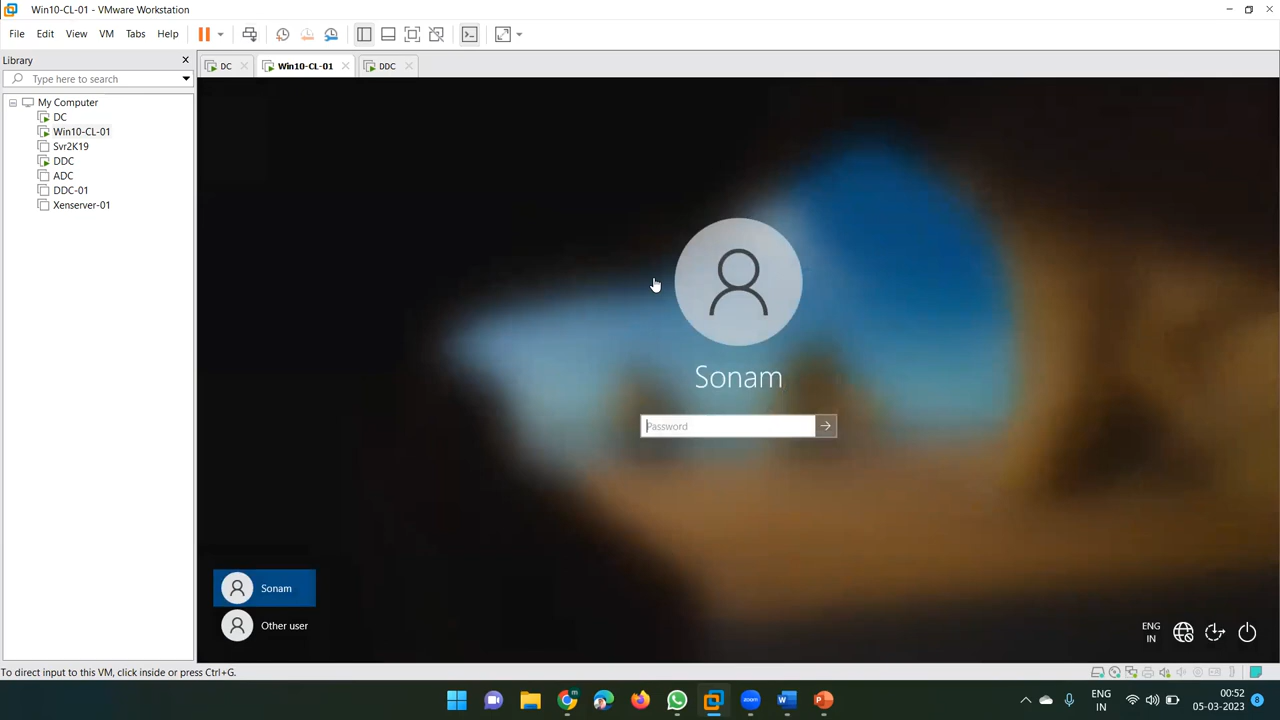 Win10-CL-01 - VMware Workstation
File Edit View VM Tabs Help
Library
Type here to search
My Computer
DC
Win10-CL-01
Svr2K19
DDC
ADC
DDC-01
Xenserver-01
DC Win10-CL-01 DDC
Sonam
Password
Sonam
Other user
ENG
IN
To direct input to this VM, click inside or press Ctrl+G.
zoom
ENG
IN
00:52
05-03-2023
8